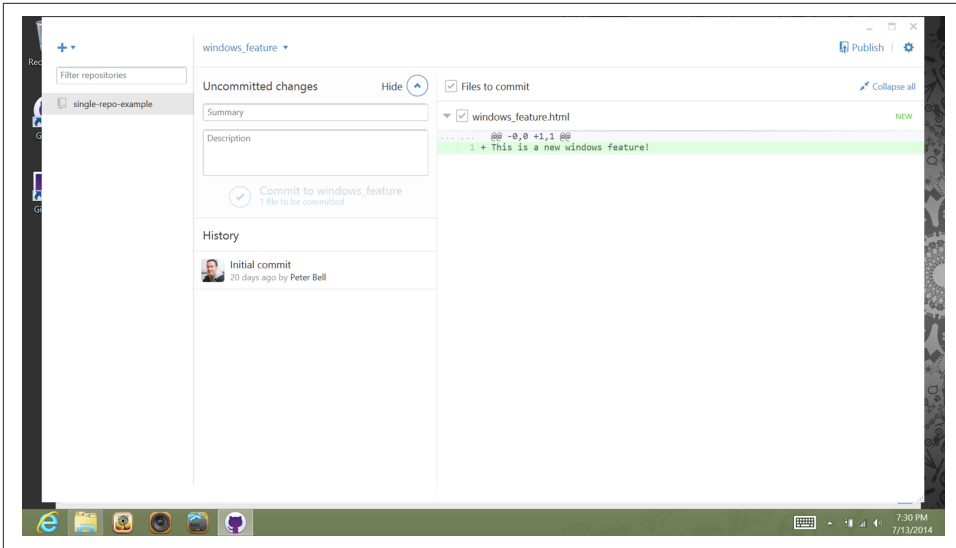 Rec
G
Gi
windows_feature
Publish
Filter repositories
single-repo-example
Uncommitted changes
Hide
Summary
Description
Commit to windows_feature
1 file to be committed
History
Initial commit
20 days ago by Peter Bell
Files to commit
Collapse all
windows_feature.html
NEW
... ... @@ -0,0 +1,1 @@
1 + This is a new windows feature!
7:30 PM
7/13/2014